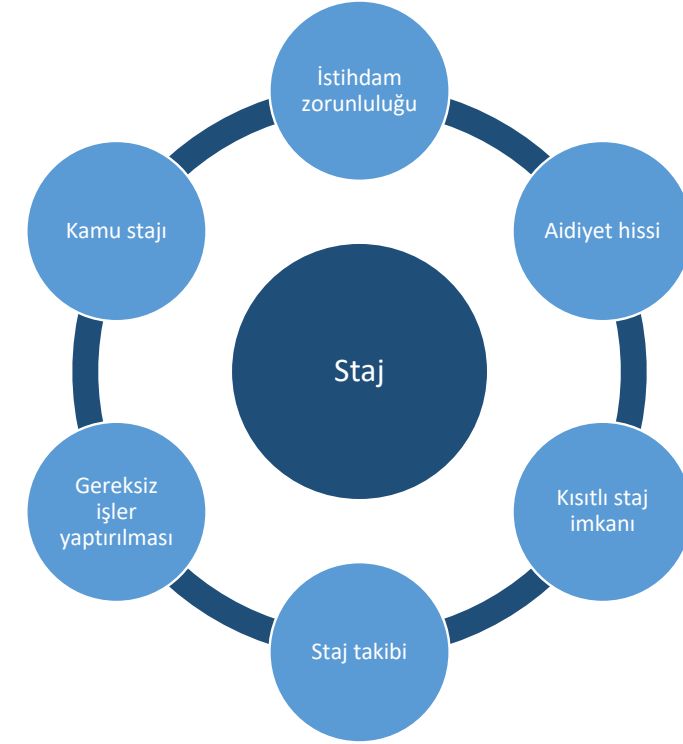 İstihdam
zorunluluğu
Aidiyet hissi
Kısıtlı staj
imkanı
Staj takibi
Gereksiz
işler
yaptırılması
Kamu stajı
Staj